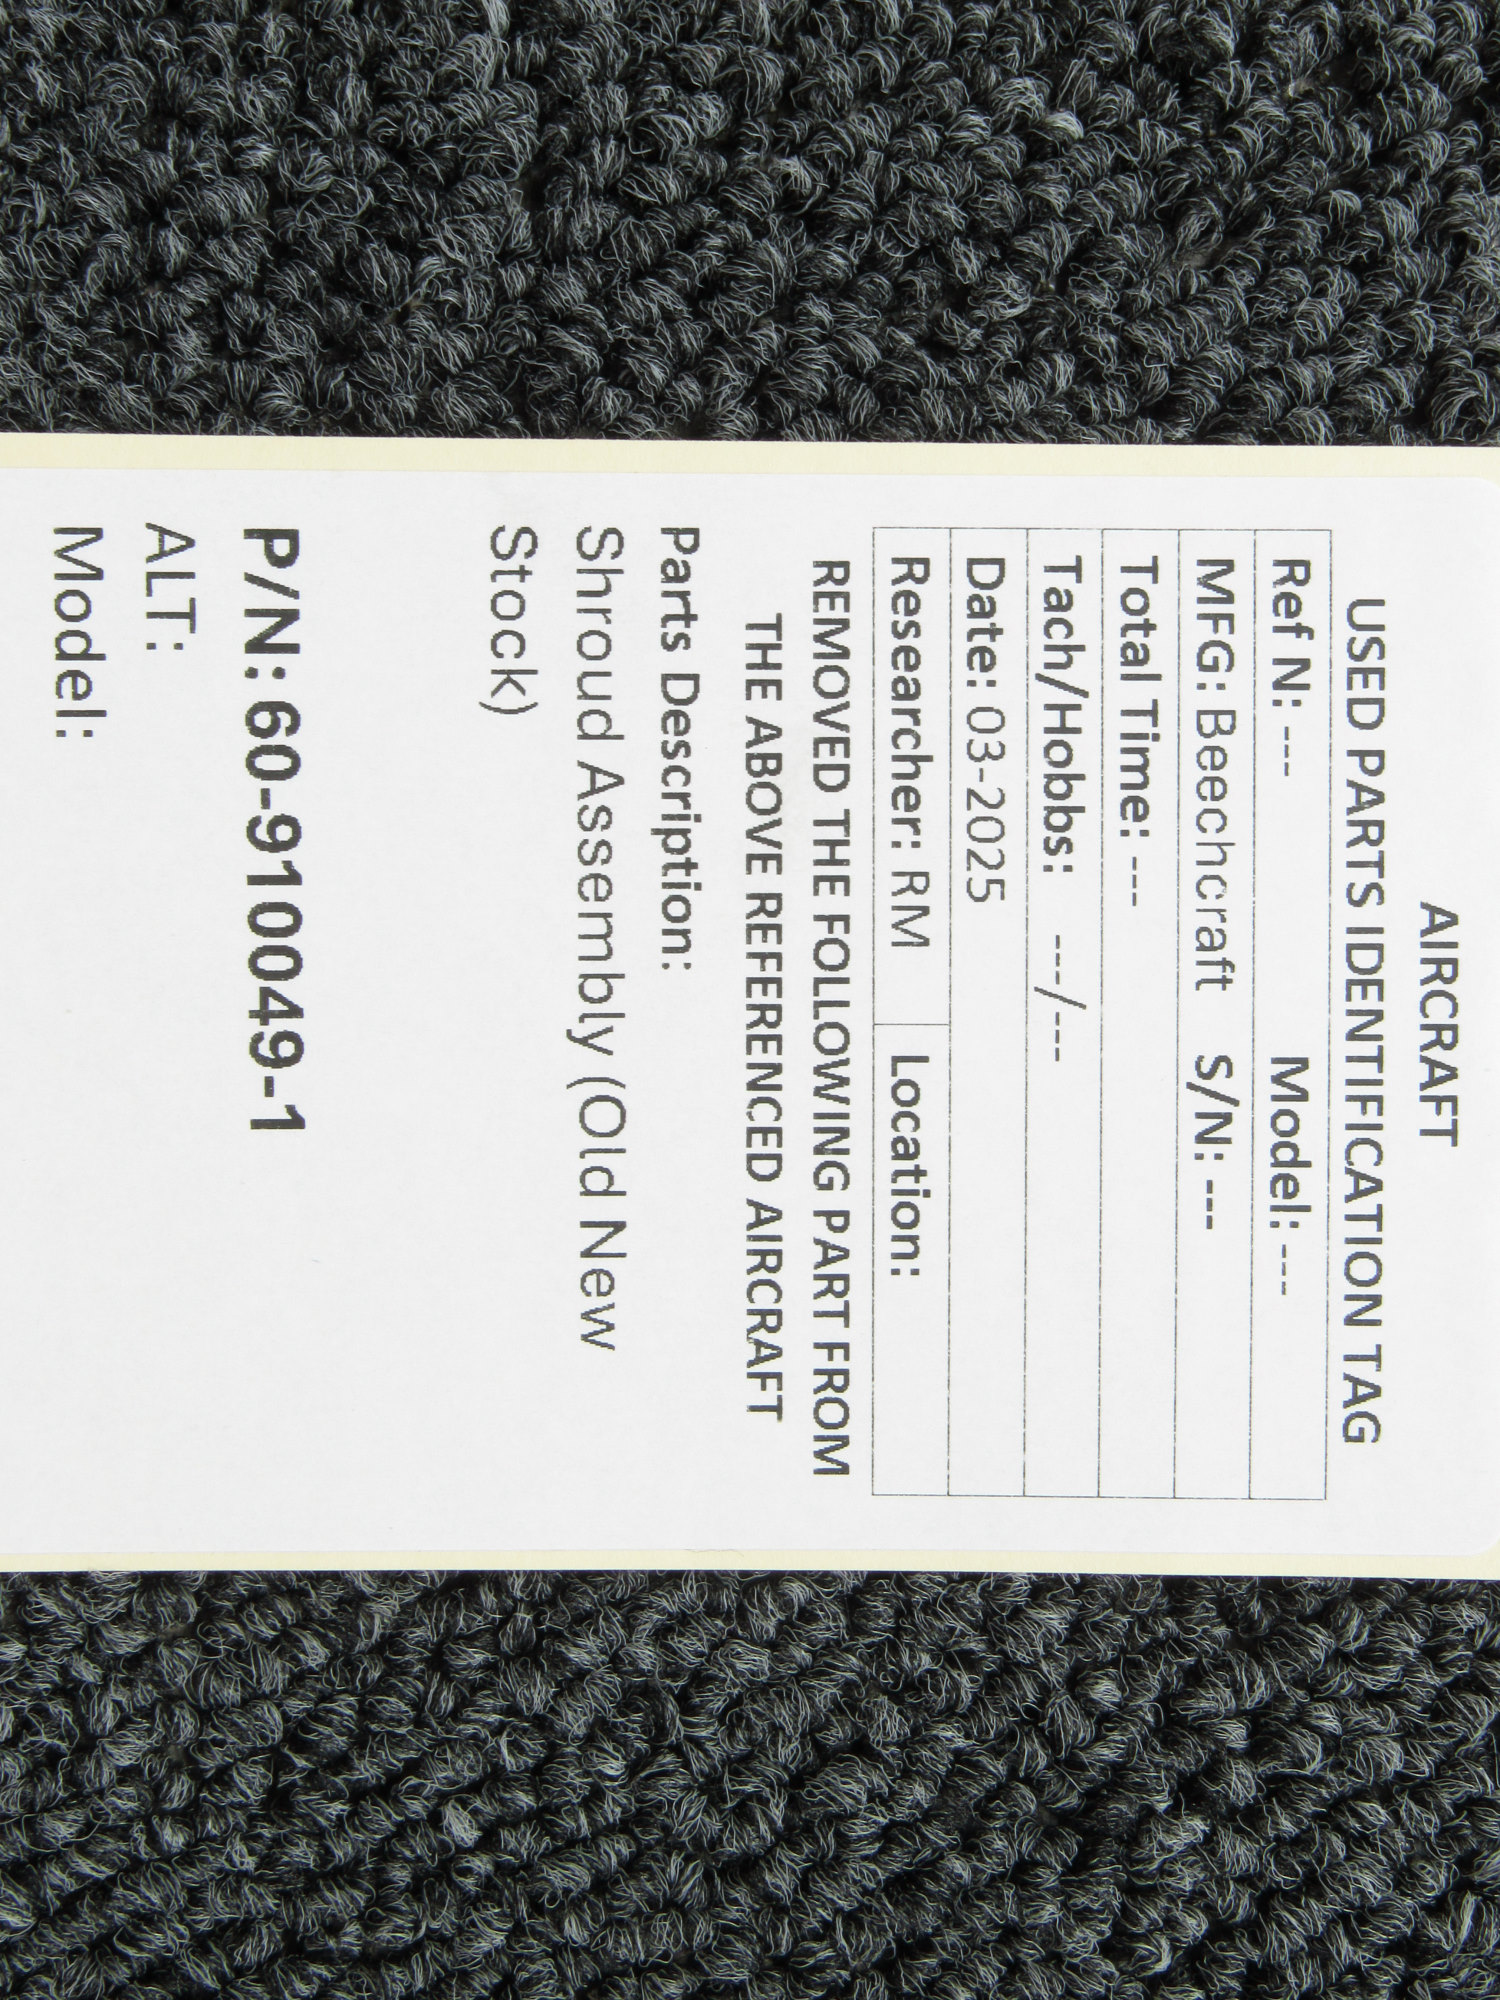 AIRCRAFT
USED PARTS IDENTIFICATION TAG
Ref N: --- Model: ---
MFG: Beechcraft S/N: ---
Total Time: ---
Tach/Hobbs: ---/---
Date: 03-2025
Researcher: RM Location:
REMOVED THE FOLLOWING PART FROM
THE ABOVE REFERENCED AIRCRAFT
Parts Description:
Shroud Assembly (Old New
Stock)
P/N: 60-910049-1
ALT:
Model: